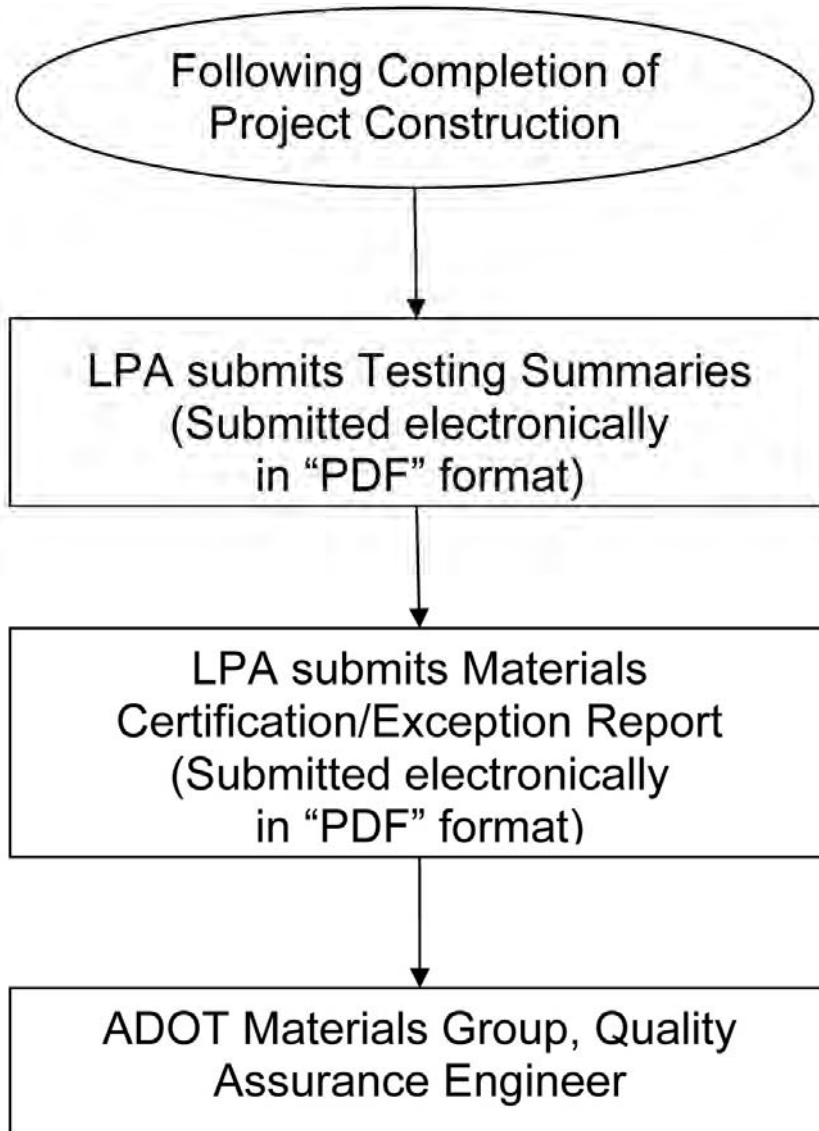 Following Completion of
Project Construction
LPA submits Testing Summaries
(Submitted electronically
in “PDF” format)
LPA submits Materials
Certification/Exception Report
(Submitted electronically
in “PDF” format)
ADOT Materials Group, Quality
Assurance Engineer